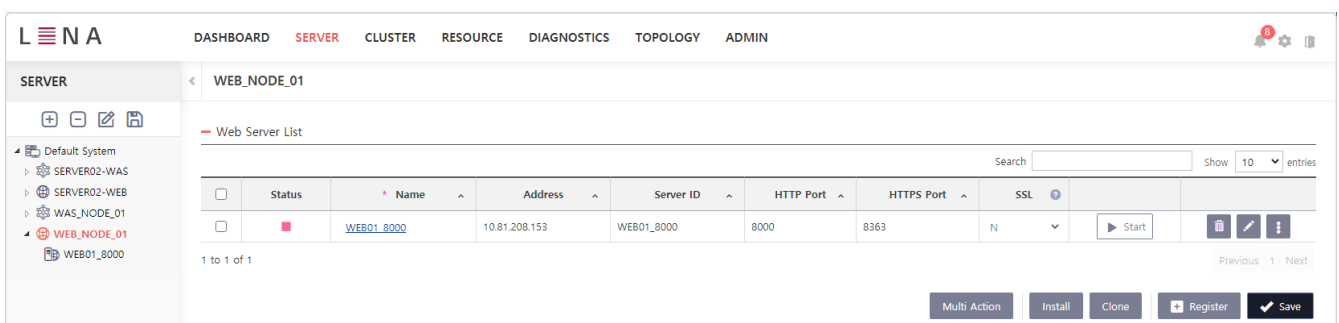 LENA
DASHBOARD SERVER CLUSTER RESOURCE DIAGNOSTICS TOPOLOGY ADMIN
8
SERVER
WEB_NODE_01
Default System
SERVER02-WAS
SERVER02-WEB
WAS_NODE_01
WEB_NODE_01
WEB01_8000
Web Server List
Search Show 10 entries
Status * Name Address Server ID HTTP Port HTTPS Port SSL ?
WEB01_8000 10.81.208.153 WEB01_8000 8000 8363 N Start
1 to 1 of 1 Previous 1 Next
Multi Action Install Clone Register Save